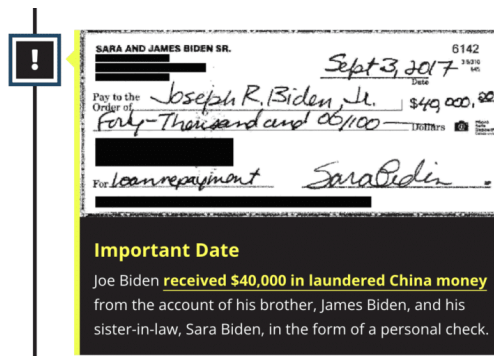 !
SARA AND JAMES BIDEN SR.
6142
Sept 3, 2017
Date
Pay to the
Order of
Joseph R. Biden, Jr.
$40,000.00
Forty-Thousand and 00/100
Dollars
For Loan repayment
Sara Biden
Important Date
Joe Biden received $40,000 in laundered China money
from the account of his brother, James Biden, and his
sister-in-law, Sara Biden, in the form of a personal check.